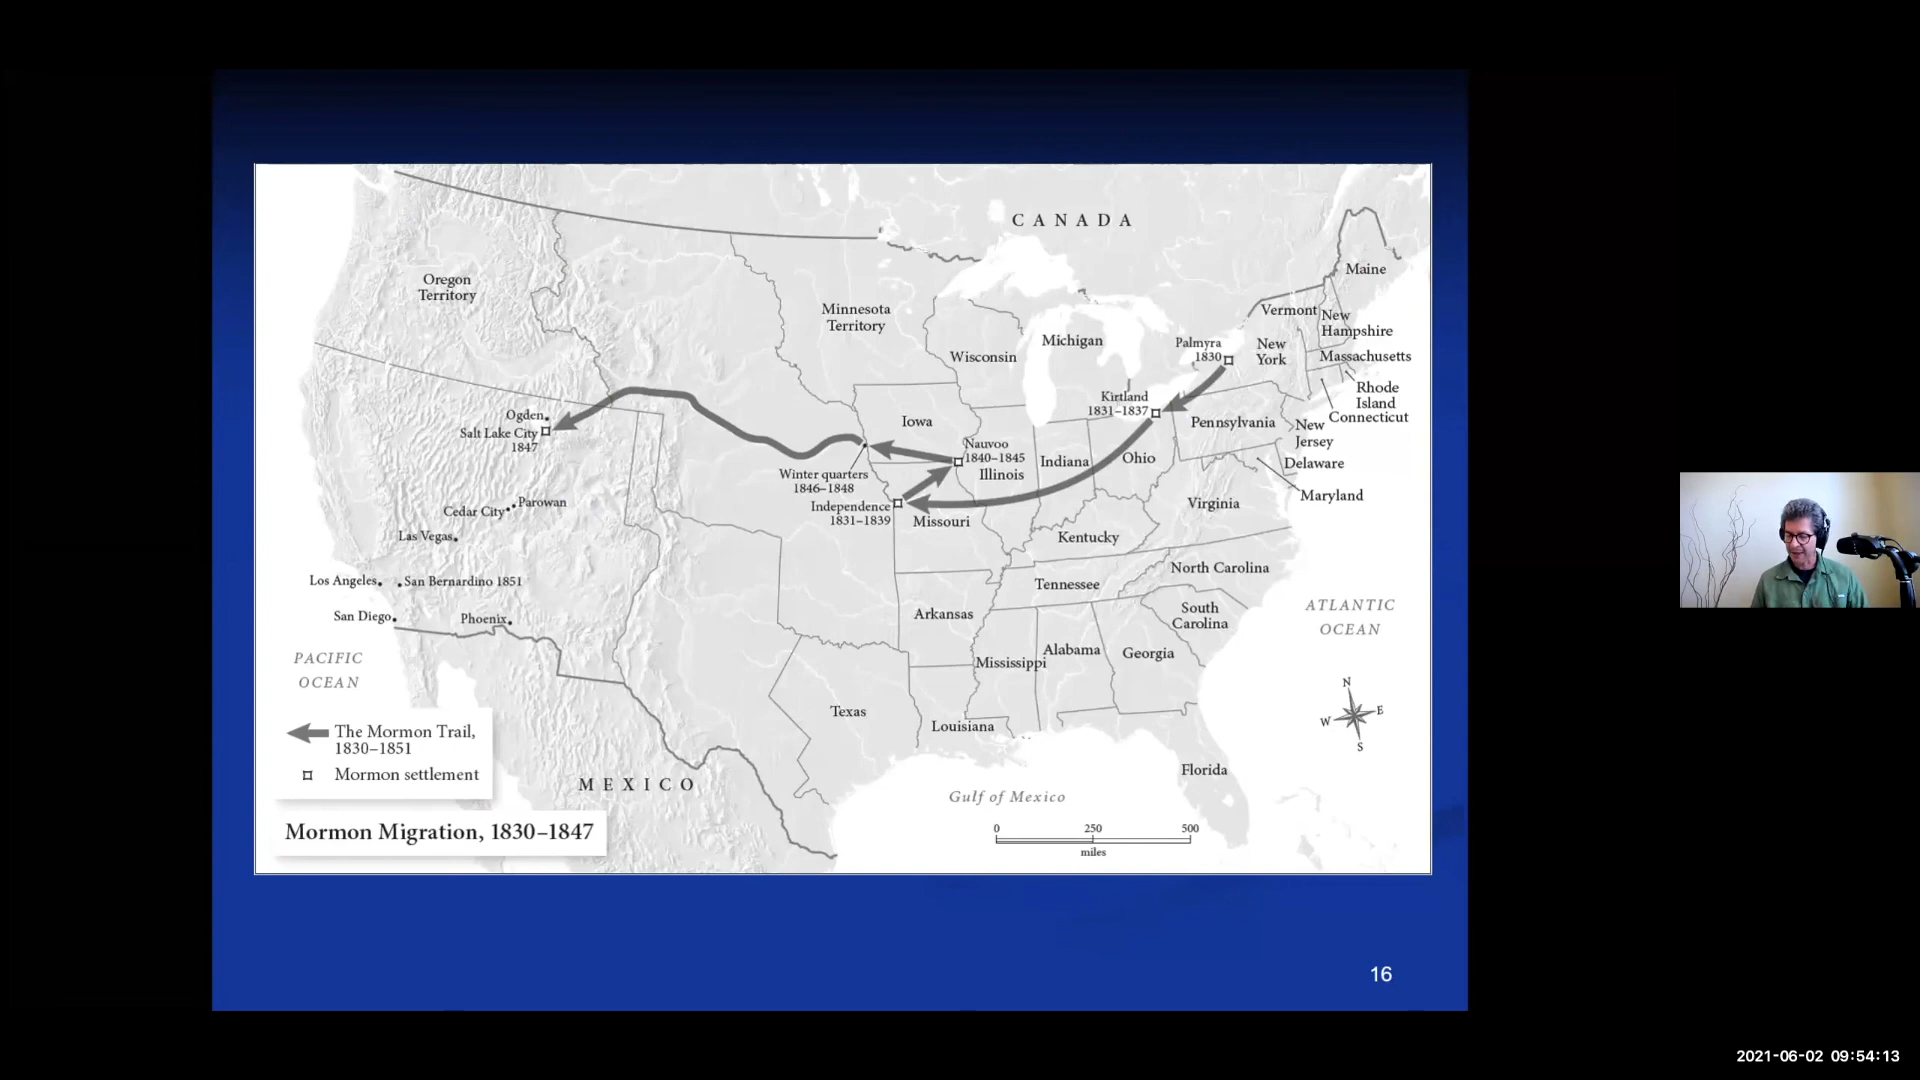 CANADA
Maine
Oregon
Territory
Minnesota
Territory
Vermont
New
Hampshire
Michigan
Palmyra
1830
New
York
Wisconsin
Massachusetts
Rhode
Island
Connecticut
Kirtland
1831–1837
Pennsylvania
New
Jersey
Ogden
Salt Lake City
1847
Iowa
Nauvoo
1840–1845
Illinois
Indiana
Ohio
Delaware
Maryland
Winter quarters
1846–1848
Independence
1831–1839
Missouri
Virginia
Parowan
Cedar City
Las Vegas
Kentucky
North Carolina
Tennessee
Los Angeles
San Bernardino 1851
San Diego
Phoenix
Arkansas
South
Carolina
ATLANTIC
OCEAN
PACIFIC
OCEAN
Mississippi
Alabama
Georgia
Texas
Louisiana
Florida
N
W E
S
The Mormon Trail,
1830–1851
Mormon settlement
MEXICO
Gulf of Mexico
0 250 500
miles
Mormon Migration, 1830–1847
16
2021-06-02 09:54:13